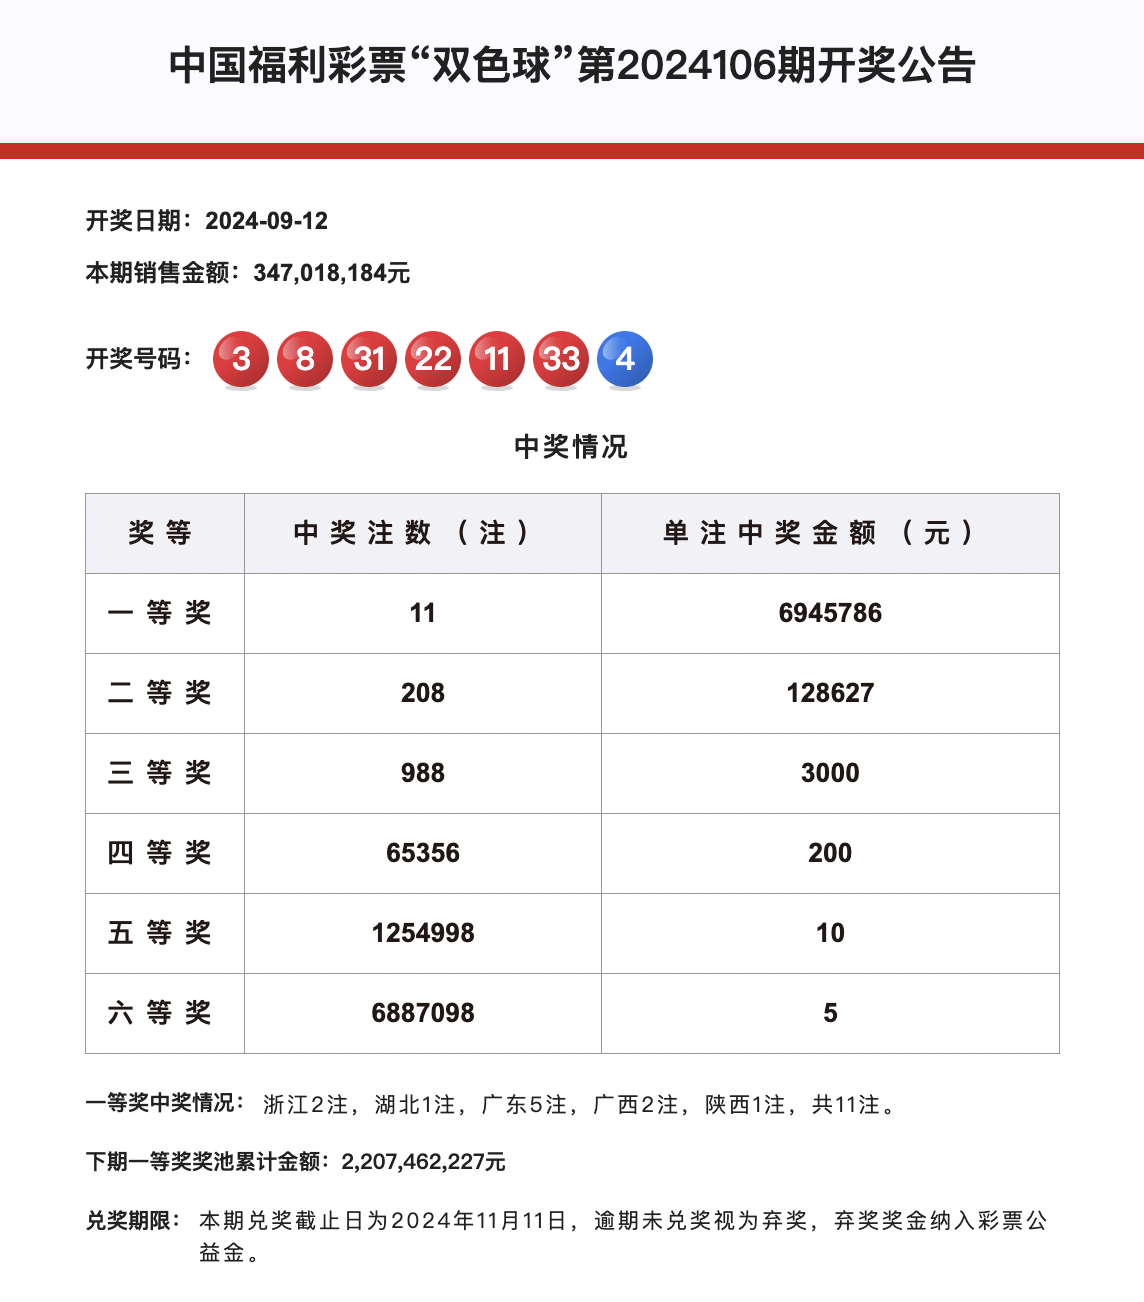 中国福利彩票“双色球”第2024106期开奖公告
开奖日期：2024-09-12
本期销售金额：347,018,184元
开奖号码： 3 8 31 22 11 33 4
中奖情况
奖等 中奖注数（注） 单注中奖金额（元）
一等奖 11 6945786
二等奖 208 128627
三等奖 988 3000
四等奖 65356 200
五等奖 1254998 10
六等奖 6887098 5
一等奖中奖情况： 浙江2注，湖北1注，广东5注，广西2注，陕西1注，共11注。
下期一等奖奖池累计金额：2,207,462,227元
兑奖期限： 本期兑奖截止日为2024年11月11日，逾期未兑奖视为弃奖，弃奖奖金纳入彩票公
益金。